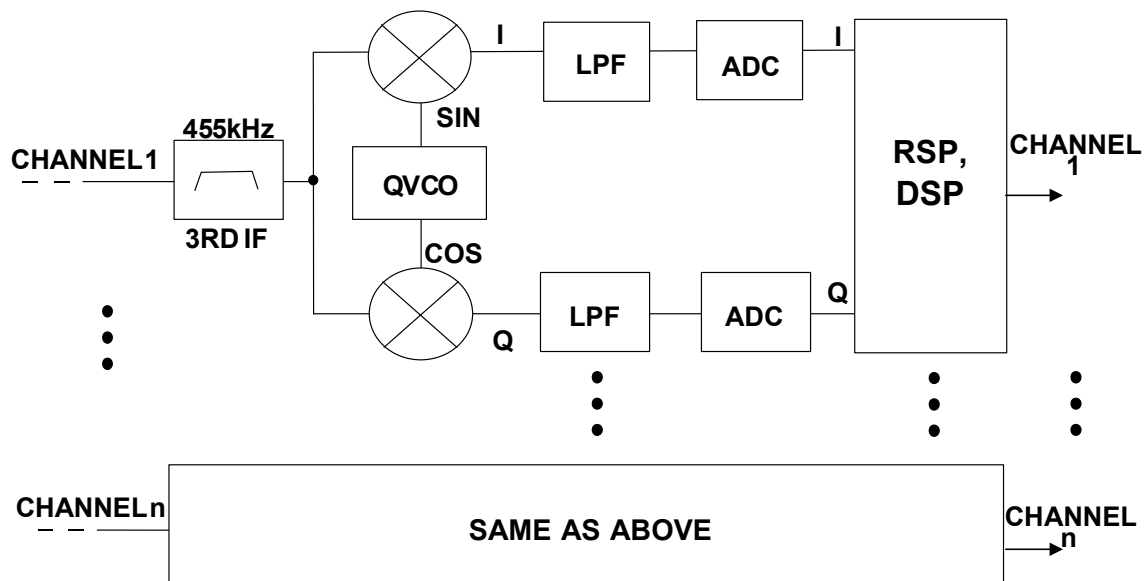 I
LPF
ADC
I
SIN
455kHz
CHANNEL1
QVCO
RSP,
DSP
CHANNEL
1
3RD IF
COS
Q
LPF
ADC
Q
CHANNELn
SAME AS ABOVE
CHANNEL
n